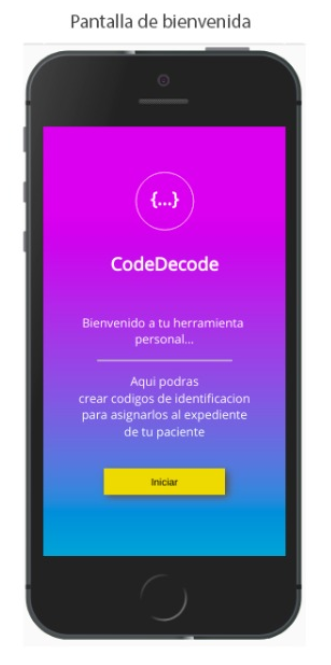 Pantalla de bienvenida
{...}
CodeDecode
Bienvenido a tu herramienta
personal...
Aqui podras
crear codigos de identificacion
para asignarlos al expediente
de tu paciente
Iniciar